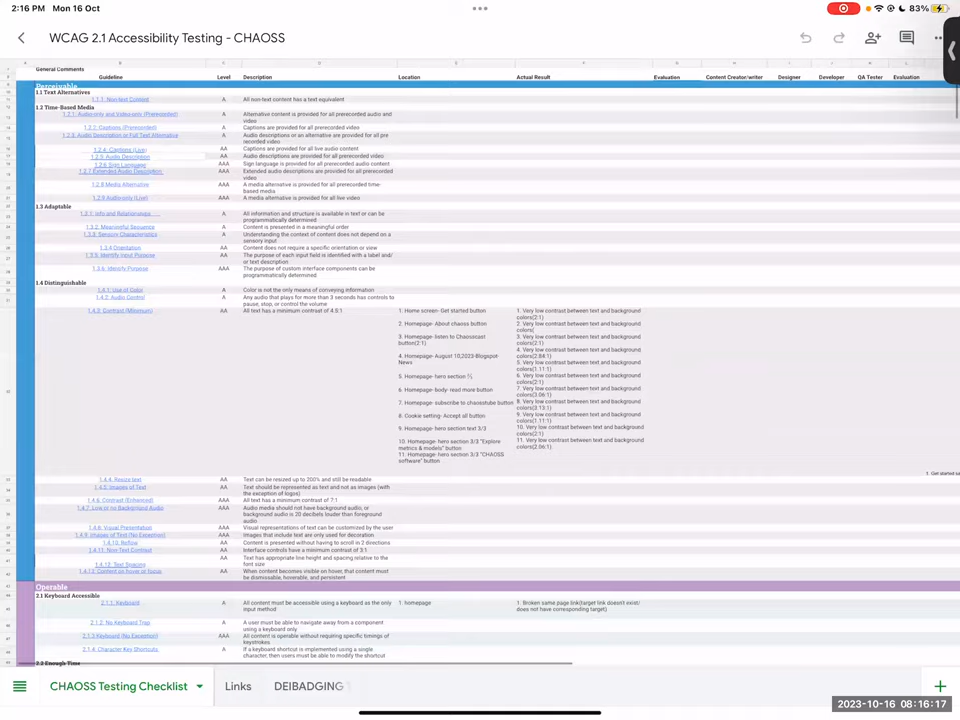 2:16 PM Mon 16 Oct 83%
WCAG 2.1 Accessibility Testing - CHAOSS
General Comments
Guideline Level Description Location Actual Result Evaluation Content Creator/writer Designer Developer QA Tester Evaluation
Perceivable
1.1 Text Alternatives
1.1.1: Non-text Content A All non-text content has a text equivalent
1.2 Time-Based Media
1.2.1: Audio-only and Video-only (Prerecorded) A Alternative content is provided for all prerecorded audio and
video
1.2.2: Captions (Prerecorded) A Captions are provided for all prerecorded video
1.2.3: Audio Description or Full Text Alternative A Audio descriptions or an alternative are provided for all pre
recorded video
1.2.4: Captions (Live) AA Captions are provided for all live audio content
1.2.5: Audio Description AA Audio descriptions are provided for all prerecorded video
1.2.6: Sign Language AAA Sign language is provided for all prerecorded audio content
1.2.7 Extended Audio Description AAA Extended audio descriptions are provided for all prerecorded
video
1.2.8 Media Alternative AAA A media alternative is provided for all prerecorded time-
based media
1.2.9 Audio-only (Live) AAA A media alternative is provided for all live video
1.3 Adaptable
1.3.1: Info and Relationships A All information and structure is available in text or can be
programmatically determined
1.3.2: Meaningful Sequence A Content is presented in a meaningful order
1.3.3: Sensory Characteristics A Understanding the context of content does not depend on a
sensory input
1.3.4 Orientation AA Content does not require a specific orientation or view
1.3.5: Identify Input Purpose AA The purpose of each input field is identified with a label and/
or text description
1.3.6: Identify Purpose AAA The purpose of custom interface components can be
programmatically determined
1.4 Distinguishable
1.4.1: Use of Color A Color is not the only means of conveying information
1.4.2: Audio Control A Any audio that plays for more than 3 seconds has controls to
pause, stop, or control the volume
1.4.3: Contrast (Minimum) AA All text has a minimum contrast of 4.5:1
1: Home screen- Get started button
2: Homepage- About chaoss button
3: Homepage- listen to Chaosscast
button(2:1)
4. Homepage- August 10,2023-Blogspot-
News
5. Homepage- hero section ⅓
6. Homepage-body- read more button
7. Homepage- subscribe to chaosstube button
8: Cookie setting- Accept all button
9. Homepage- hero section text 3/3
10. Homepage- hero section 3/3 "Explore
metrics & models" button
11: Homepage- hero section 3/3 "CHAOSS
software" button
1. Very low contrast between text and background
colors(2:1)
2. Very low contrast between text and background
colors(
3. Very low contrast between text and background
colors(2:1)
4. Very low contrast between text and background
colors(2.84:1)
5. Very low contrast between text and background
colors(1.11:1)
6. Very low contrast between text and background
colors(2:1)
7. Very low contrast between text and background
colors(3.06:1)
8. Very low contrast between text and background
colors(3.13:1)
9. Very low contrast between text and background
colors(1.11:1)
10. Very low contrast between text and background
colors(2:1)
11. Very low contrast between text and background
colors(2.06:1).
1. Get started
1.4.4: Resize text AA Text can be resized up to 200% and still be readable
1.4.5: Images of Text AA Text should be represented as text and not as images (with
the exception of logos)
1.4.6: Contrast (Enhanced) AAA All text has a minimum contrast of 7:1
1.4.7: Low or no Background Audio AAA Audio media should not have background audio, or
background audio is 20 decibels louder than foreground
audio
1.4.8: Visual Presentation AAA Visual representations of text can be customized by the user
1.4.9: Images of Text (No Exception) AAA Images that include text are only used for decoration
1.4.10: Reflow AA Content is presented without having to scroll in 2 directions
1.4.11: Non-Text Contrast AA Interface controls have a minimum contrast of 3:1
1.4.12: Text Spacing AA Text has appropriate line height and spacing relative to the
font size
1.4.13: Content on hover or focus AA When content becomes visible on hover, that content must
be dismissable, hoverable, and persistent
Operable
2.1 Keyboard Accessible
2.1.1: Keyboard A All content must be accessible using a keyboard as the only
input method
1. homepage
1. Broken same page link(target link doesn't exist/
does not have corresponding target)
2.1.2: No Keyboard Trap A A user must be able to navigate away from a component
using a keyboard only
2.1.3 Keyboard (No Exception) AAA All content is operable without requiring specific timings of
keystrokes
2.1.4: Character Key Shortcuts A If a keyboard shortcut is implemented using a single
character, then users must be able to modify the shortcut
2.2 Enough Time
CHAOSS Testing Checklist Links DEIBADGING
2023-10-16 08:16:17